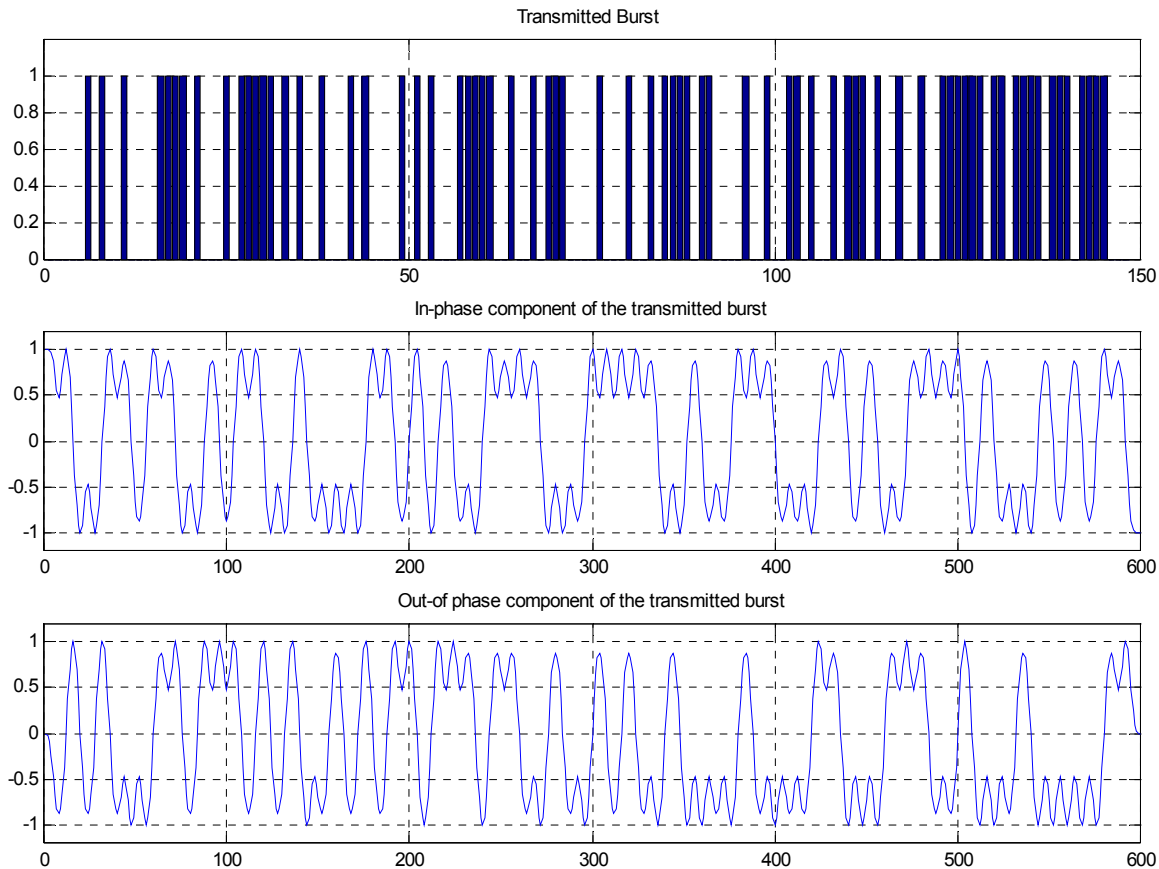 Transmitted Burst
1
0.8
0.6
0.4
0.2
0
0 50 100 150
In-phase component of the transmitted burst
1
0.5
0
-0.5
-1
0 100 200 300 400 500 600
Out-of phase component of the transmitted burst
1
0.5
0
-0.5
-1
0 100 200 300 400 500 600